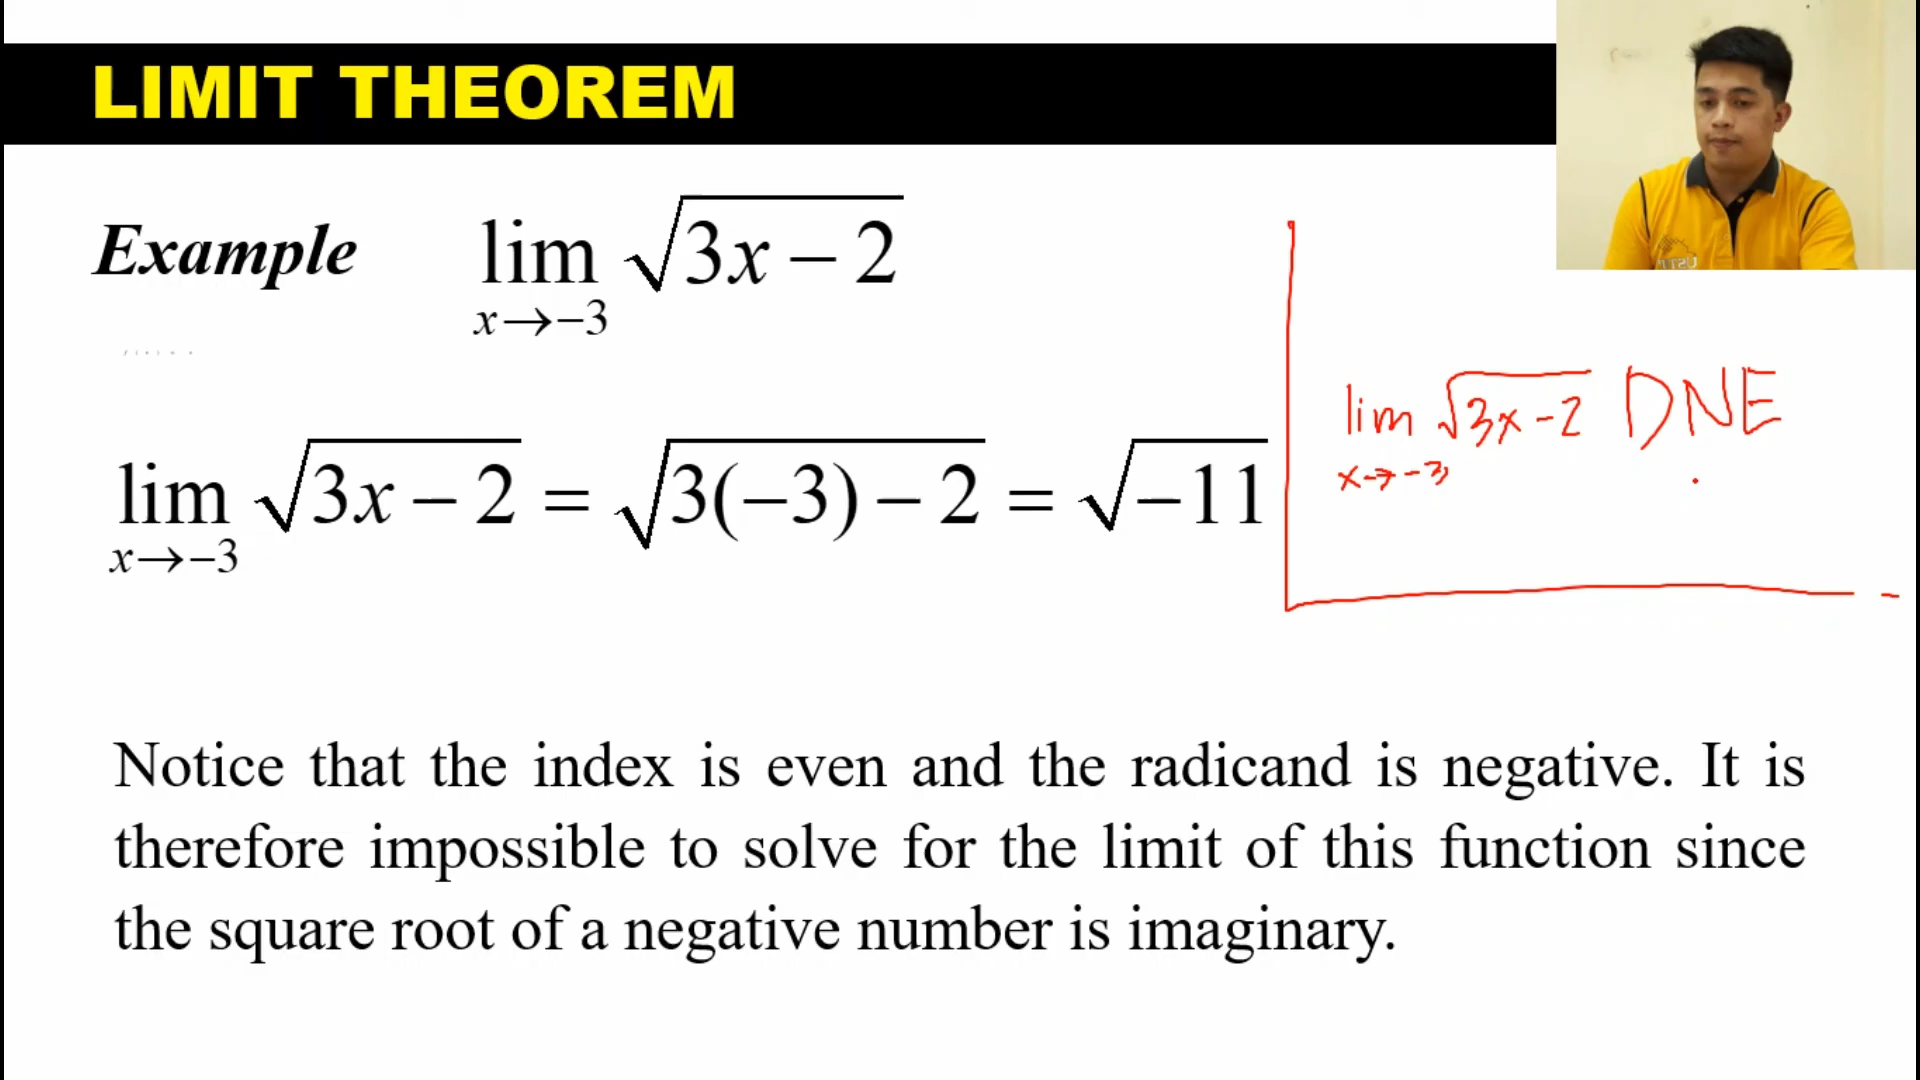 LIMIT THEOREM
Example lim √3x − 2
x→−3
lim √3x − 2 = √3(−3) − 2 = √−11
x→−3
lim √3x-2 DNE
x→-3
Notice that the index is even and the radicand is negative. It is
therefore impossible to solve for the limit of this function since
the square root of a negative number is imaginary.